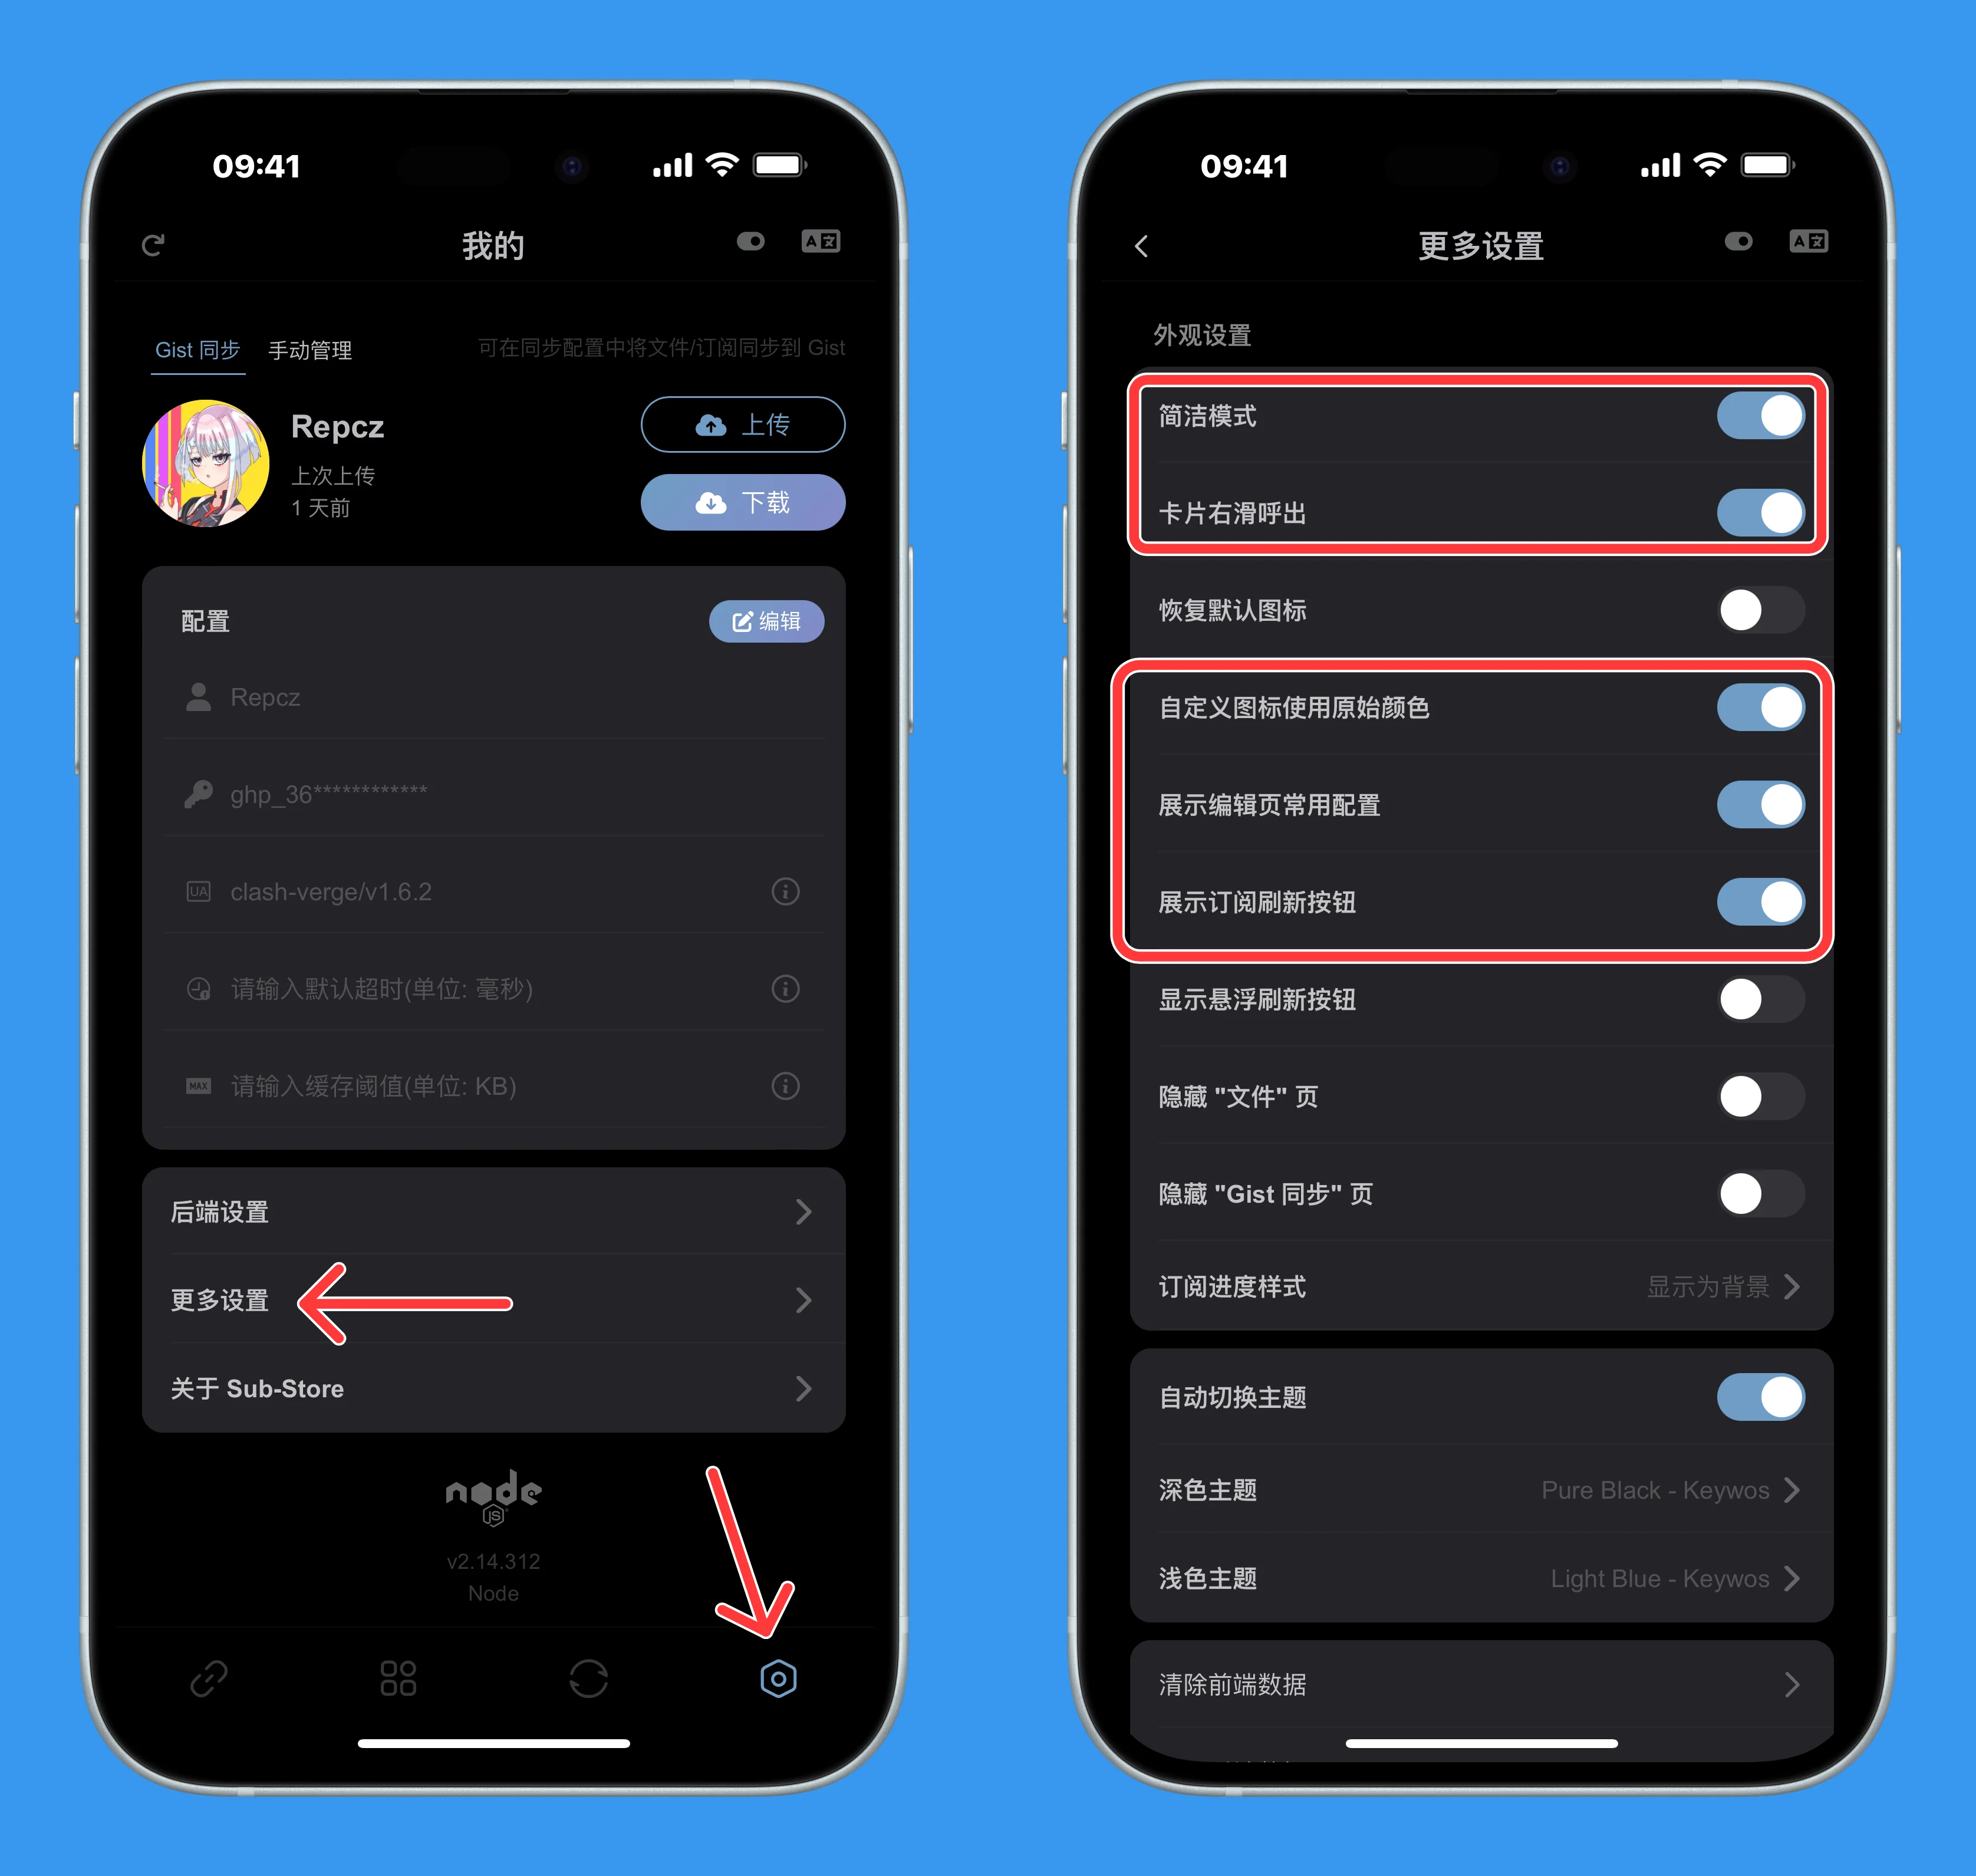 09:41
我的
Gist 同步
手动管理
可在同步配置中将文件/订阅同步到 Gist
Repcz
上次上传
1 天前
上传
下载
配置
编辑
Repcz
ghp_36************
UA
clash-verge/v1.6.2
请输入默认超时(单位: 毫秒)
MAX
请输入缓存阈值(单位: KB)
后端设置
更多设置
关于 Sub-Store
node
JS
v2.14.312
Node
09:41
更多设置
外观设置
简洁模式
卡片右滑呼出
恢复默认图标
自定义图标使用原始颜色
展示编辑页常用配置
展示订阅刷新按钮
显示悬浮刷新按钮
隐藏 "文件" 页
隐藏 "Gist 同步" 页
订阅进度样式
显示为背景
自动切换主题
深色主题
Pure Black - Keywos
浅色主题
Light Blue - Keywos
清除前端数据